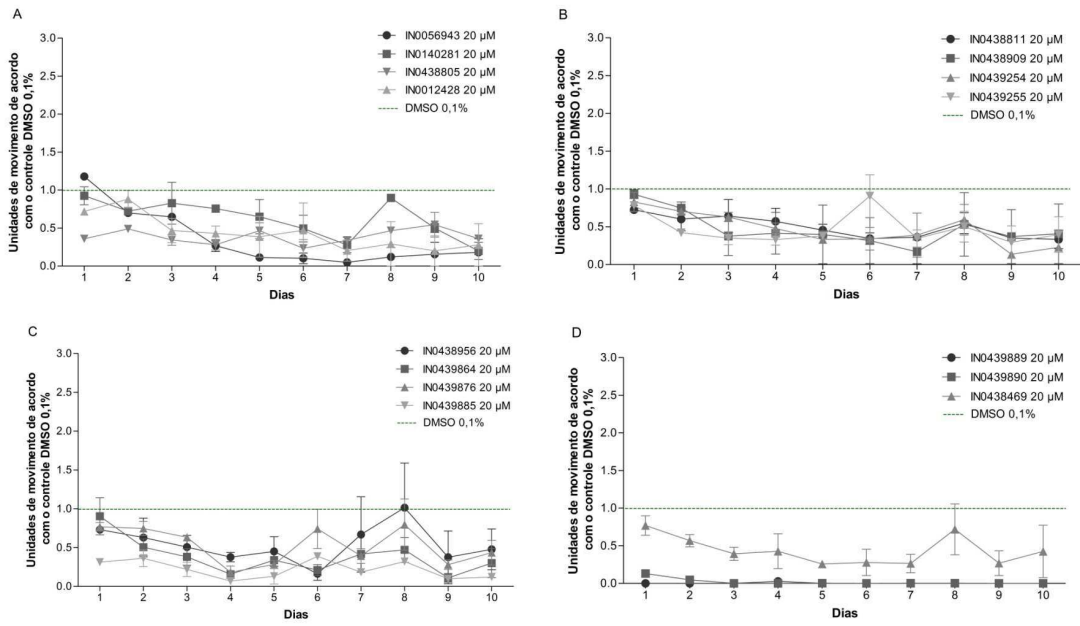 A
Unidades de movimento de acordo
com o controle DMSO 0,1%
3.0
2.5
2.0
1.5
1.0
0.5
0.0
IN0056943 20 µM
IN0140281 20 µM
IN0438805 20 µM
IN0012428 20 µM
DMSO 0,1%
1 2 3 4 5 6 7 8 9 10
Dias
B
Unidades de movimento de acordo
com o controle DMSO 0,1%
3.0
2.5
2.0
1.5
1.0
0.5
0.0
IN0438811 20 µM
IN0438909 20 µM
IN0439254 20 µM
IN0439255 20 µM
DMSO 0,1%
1 2 3 4 5 6 7 8 9 10
Dias
C
Unidades de movimento de acordo
com o controle DMSO 0,1%
3.0
2.5
2.0
1.5
1.0
0.5
0.0
IN0438956 20 µM
IN0439864 20 µM
IN0439876 20 µM
IN0439885 20 µM
DMSO 0,1%
1 2 3 4 5 6 7 8 9 10
Dias
D
Unidades de movimento de acordo
com o controle DMSO 0,1%
3.0
2.5
2.0
1.5
1.0
0.5
0.0
IN0439889 20 µM
IN0439890 20 µM
IN0438469 20 µM
DMSO 0,1%
1 2 3 4 5 6 7 8 9 10
Dias